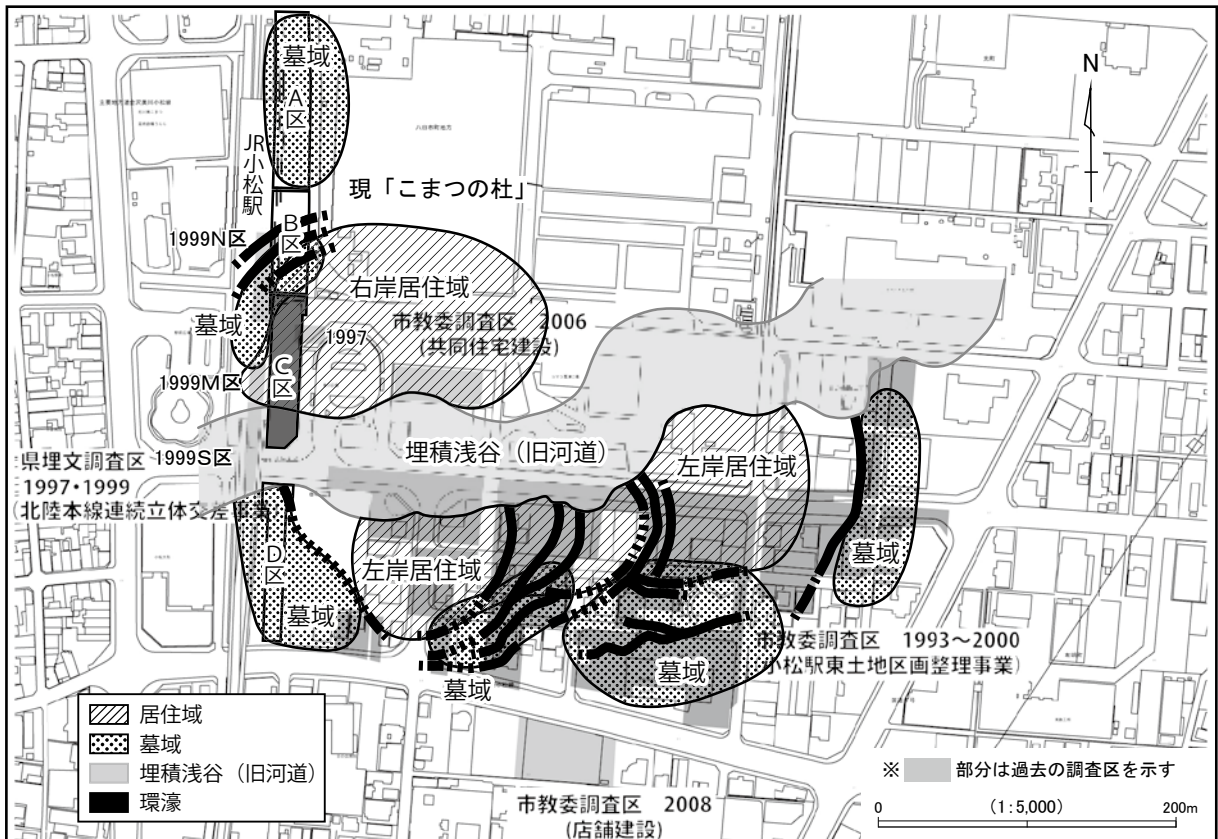 墓域
A区
N
八日市町地方
JR小松駅
現「こまつの杜」
B区
1999N区
右岸居住域
墓域
市教委調査区　2006
(共同住宅建設)
1997
1999M区
C区
埋積浅谷（旧河道）
左岸居住域
県埋文調査区
1997・1999
(北陸本線連続立体交差事業
1999S区
D区
墓域
左岸居住域
墓域
墓域
墓域
市教委調査区　1993～2000
小松駅東土地区画整理事業)
居住域
墓域
埋積浅谷（旧河道）
環濠
市教委調査区　2008
(店舗建設)
※　部分は過去の調査区を示す
0　(1:5,000)　200m